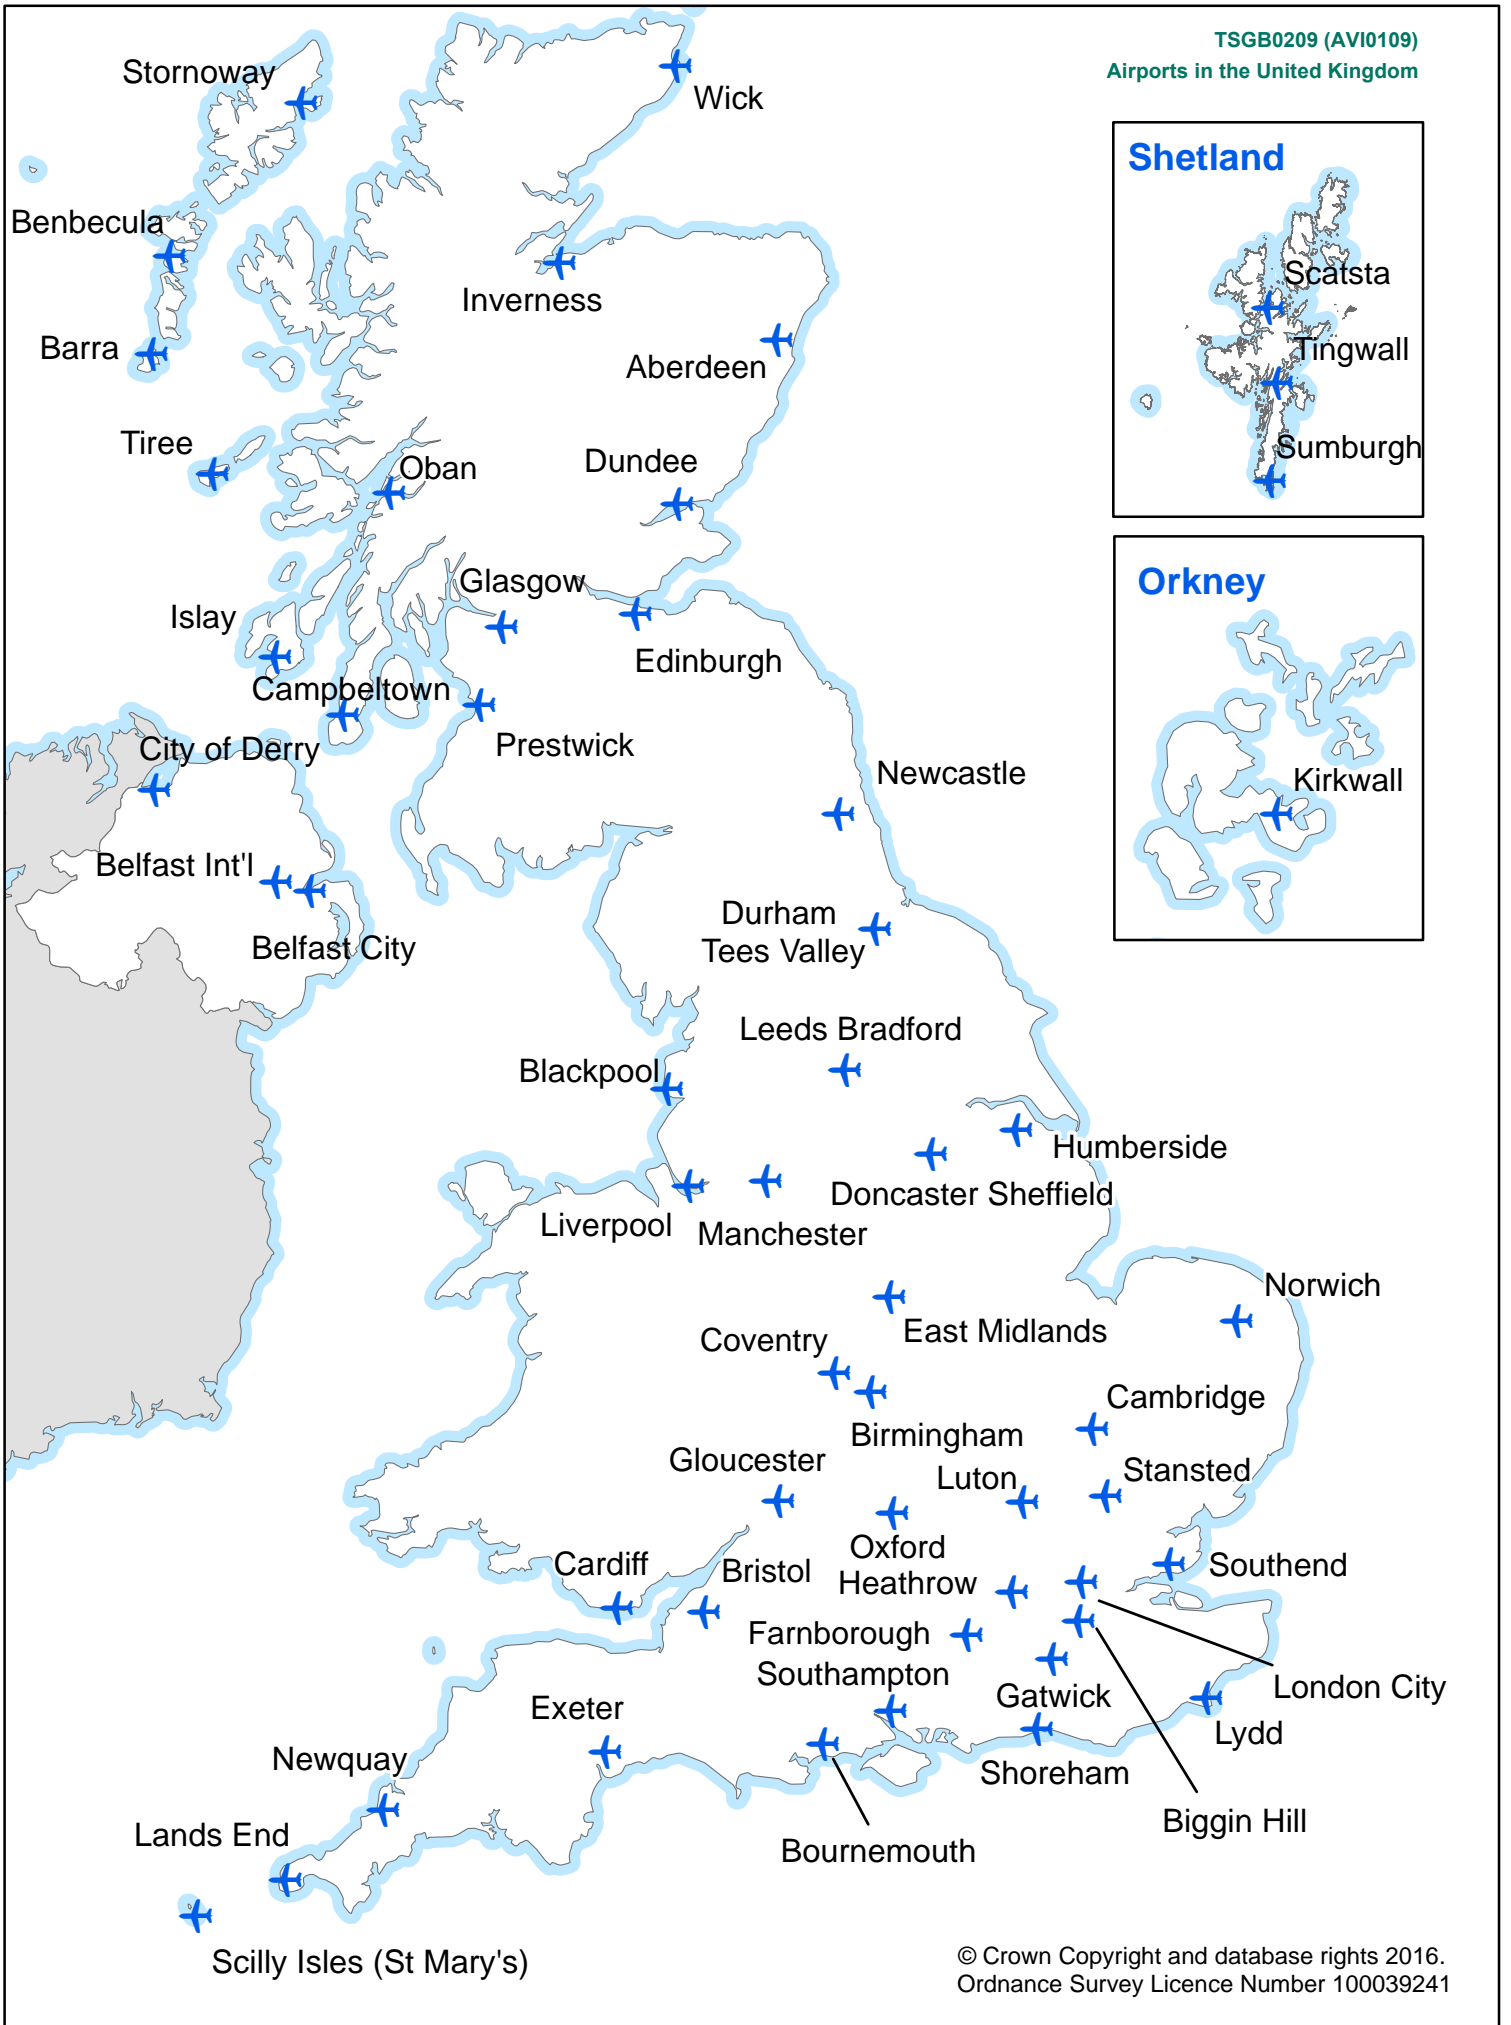 TSGB0209 (AVI0109)
Airports in the United Kingdom
Stornoway
Wick
Shetland
Benbecula
Scatsta
Inverness
Barra
Tingwall
Aberdeen
Tiree
Sumburgh
Oban
Dundee
Orkney
Glasgow
Islay
Edinburgh
Campbeltown
Prestwick
City of Derry
Newcastle
Kirkwall
Belfast Int'l
Durham
Tees Valley
Belfast City
Leeds Bradford
Blackpool
Humberside
Doncaster Sheffield
Liverpool
Manchester
Norwich
East Midlands
Coventry
Cambridge
Birmingham
Gloucester
Stansted
Luton
Oxford
Cardiff
Bristol
Southend
Heathrow
Farnborough
Southampton
London City
Gatwick
Exeter
Lydd
Newquay
Shoreham
Biggin Hill
Lands End
Bournemouth
Scilly Isles (St Mary's)
© Crown Copyright and database rights 2016.
Ordnance Survey Licence Number 100039241